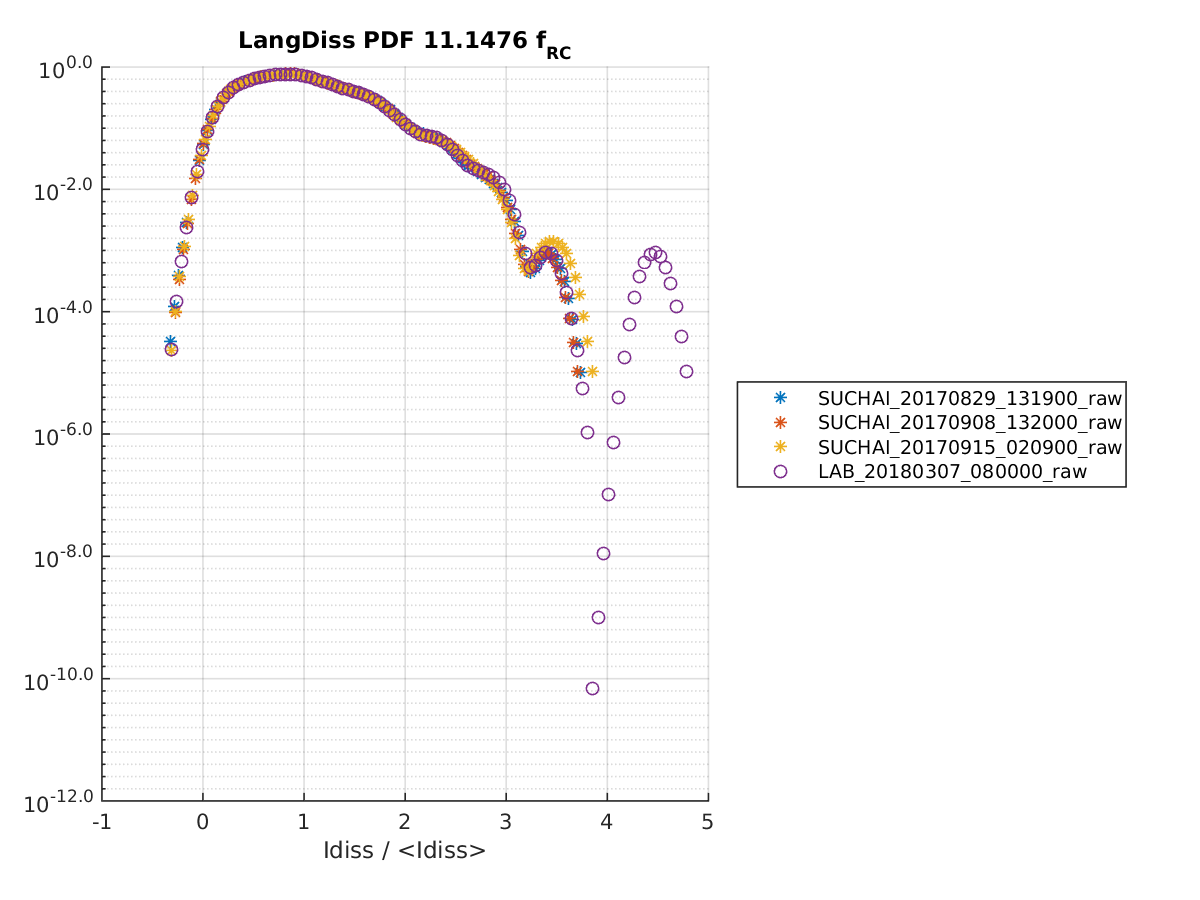 LangDiss PDF 11.1476 f_RC
10^0.0
10^-2.0
10^-4.0
10^-6.0
10^-8.0
10^-10.0
10^-12.0
-1 0 1 2 3 4 5
Idiss / <Idiss>
SUCHAI_20170829_131900_raw
SUCHAI_20170908_132000_raw
SUCHAI_20170915_020900_raw
LAB_20180307_080000_raw